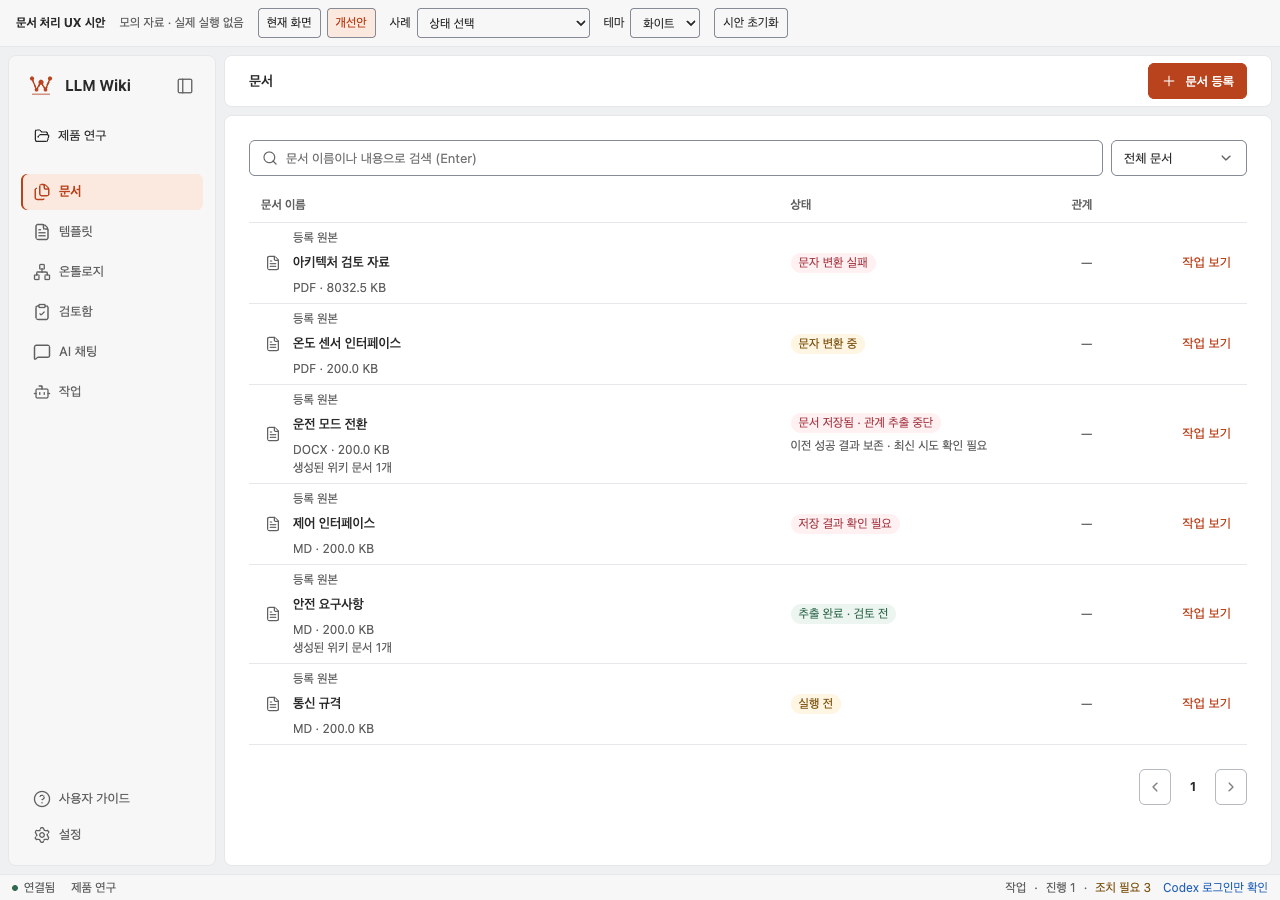 문서 처리 UX 시안 모의 자료 · 실제 실행 없음 현재 화면 개선안 사례 상태 선택 테마 화이트 시안 초기화
LLM Wiki
제품 연구
문서
템플릿
온톨로지
검토함
AI 채팅
작업
사용자 가이드
설정
문서
문서 등록
문서 이름이나 내용으로 검색 (Enter)
전체 문서
문서 이름 상태 관계
등록 원본
아키텍처 검토 자료
PDF · 8032.5 KB
문자 변환 실패 — 작업 보기
등록 원본
온도 센서 인터페이스
PDF · 200.0 KB
문자 변환 중 — 작업 보기
등록 원본
운전 모드 전환
DOCX · 200.0 KB
생성된 위키 문서 1개
문서 저장됨 · 관계 추출 중단
이전 성공 결과 보존 · 최신 시도 확인 필요
— 작업 보기
등록 원본
제어 인터페이스
MD · 200.0 KB
저장 결과 확인 필요 — 작업 보기
등록 원본
안전 요구사항
MD · 200.0 KB
생성된 위키 문서 1개
추출 완료 · 검토 전 — 작업 보기
등록 원본
통신 규격
MD · 200.0 KB
실행 전 — 작업 보기
1
연결됨 제품 연구 작업 · 진행 1 · 조치 필요 3 Codex 로그인만 확인